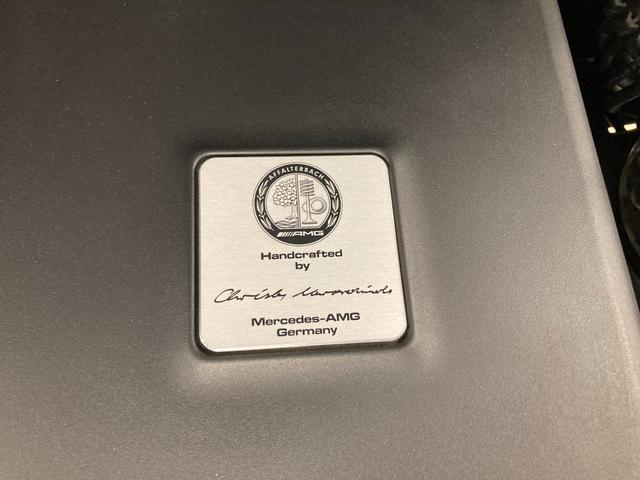 AFFALTERBACH
AMG
Handcrafted
by
Mercedes-AMG
Germany